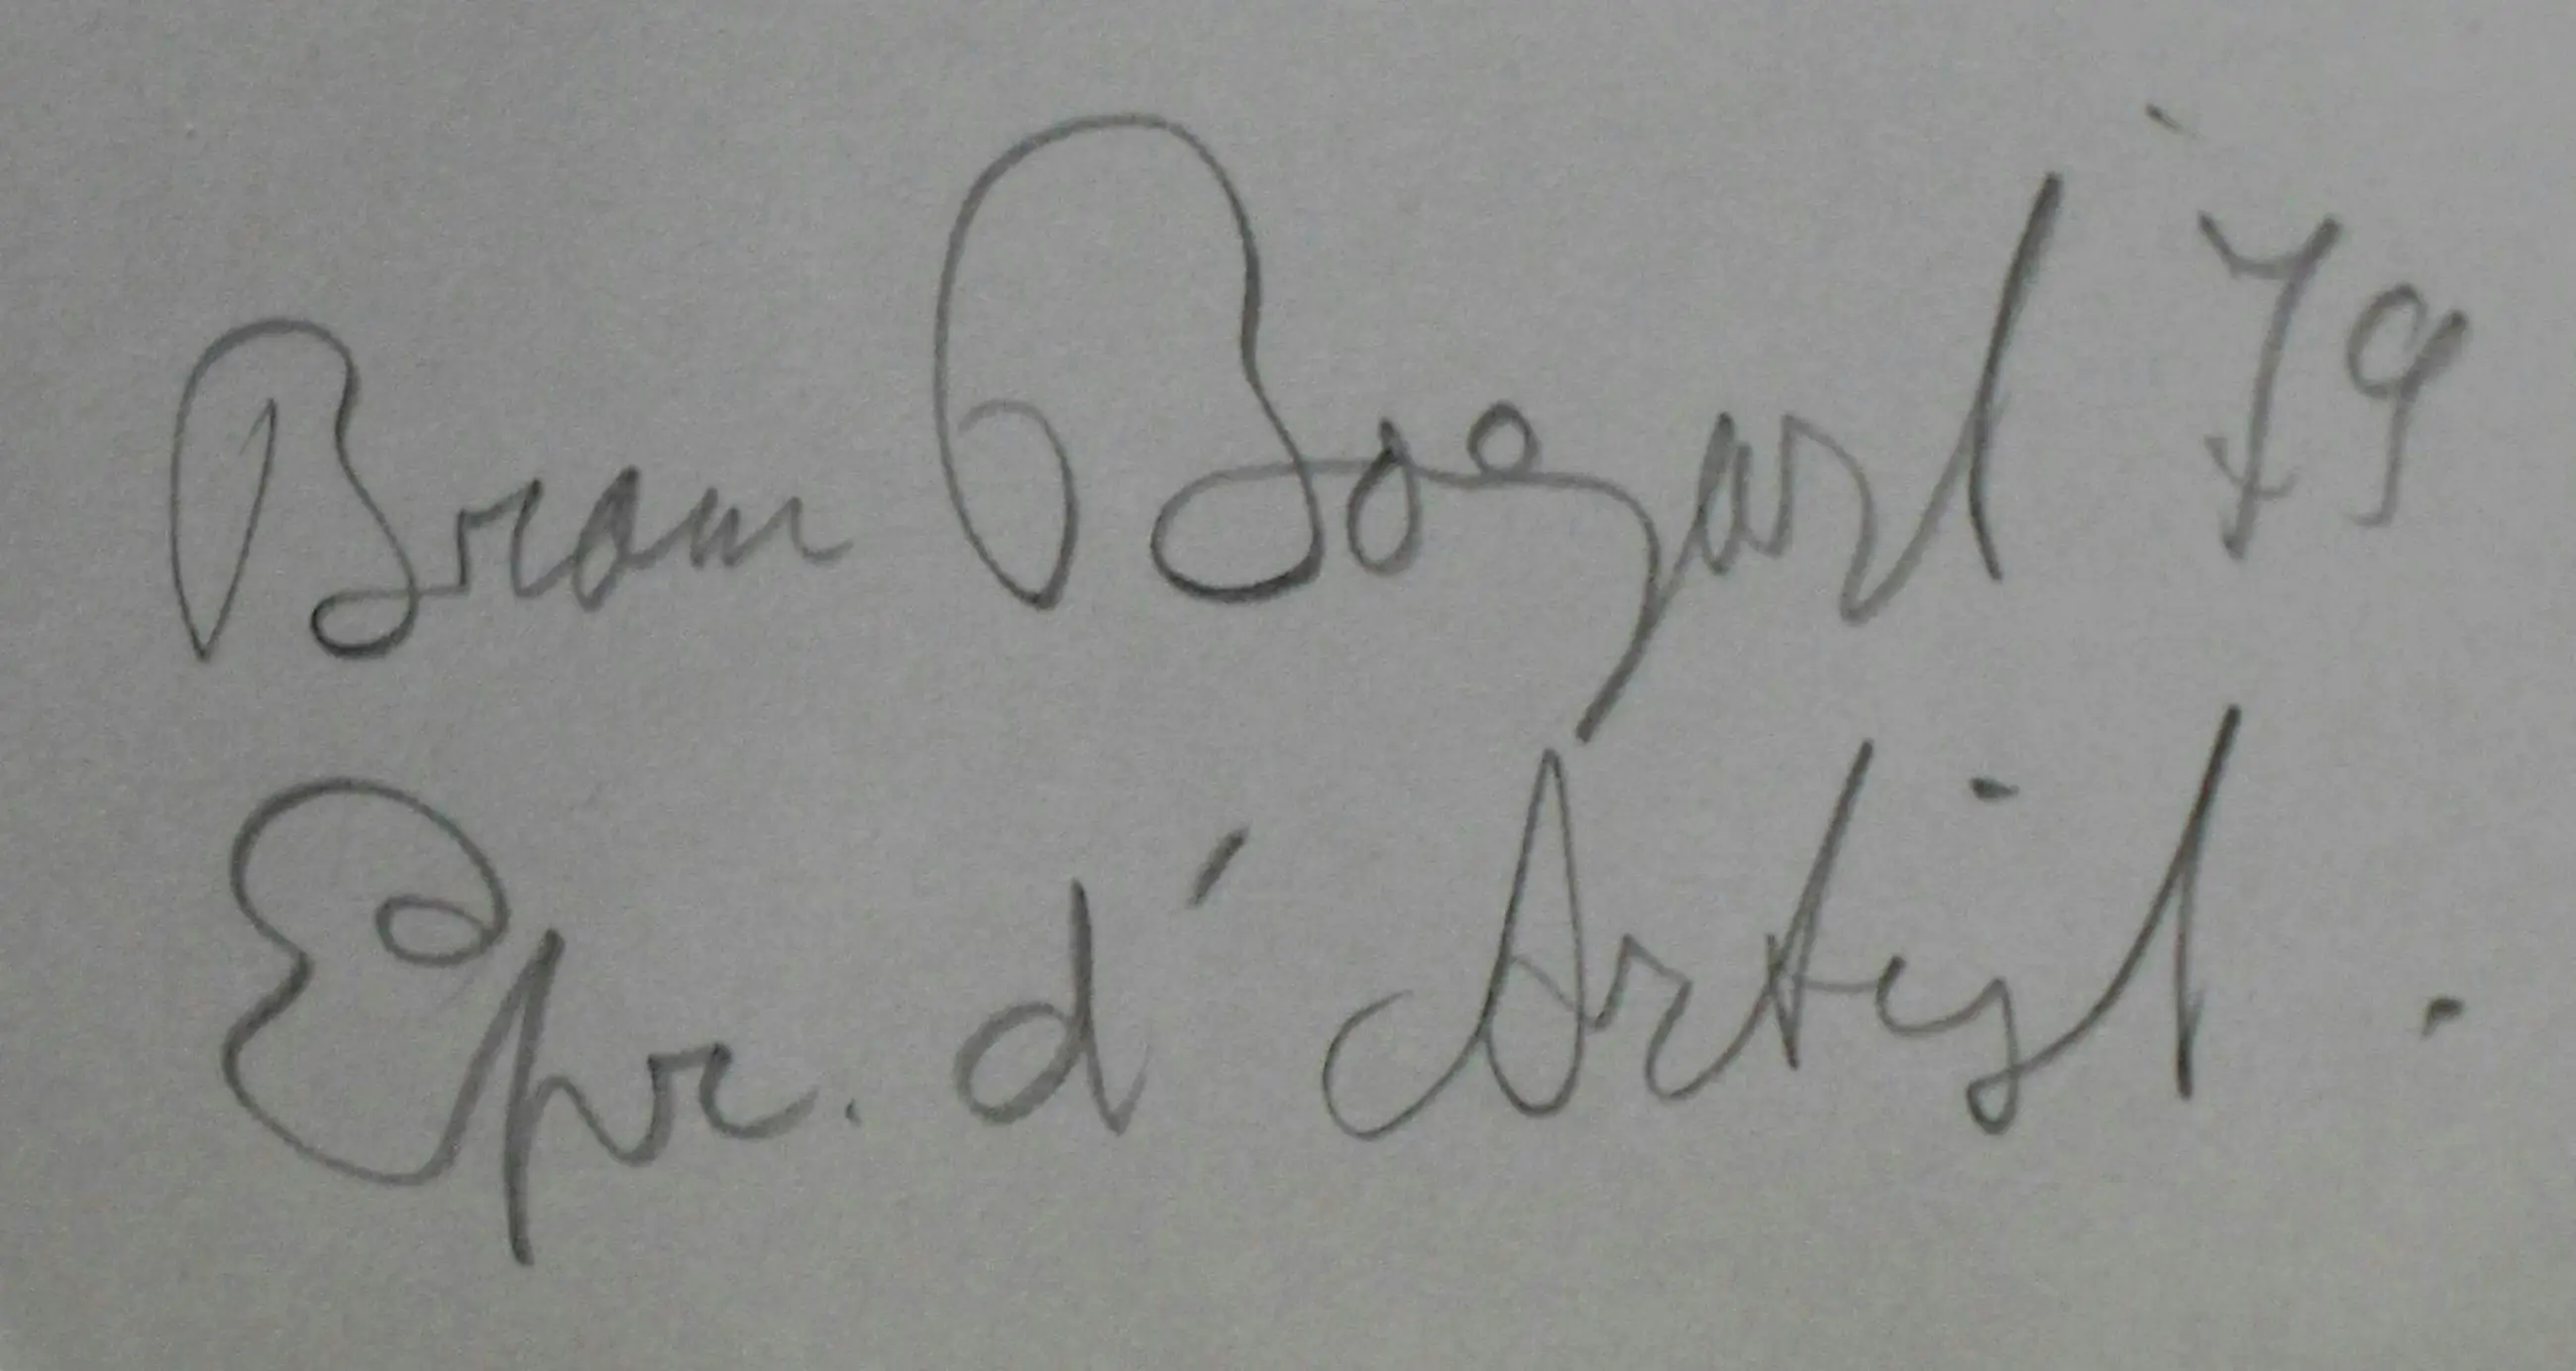 Bram Bogart '79
Epr. d'Artist.